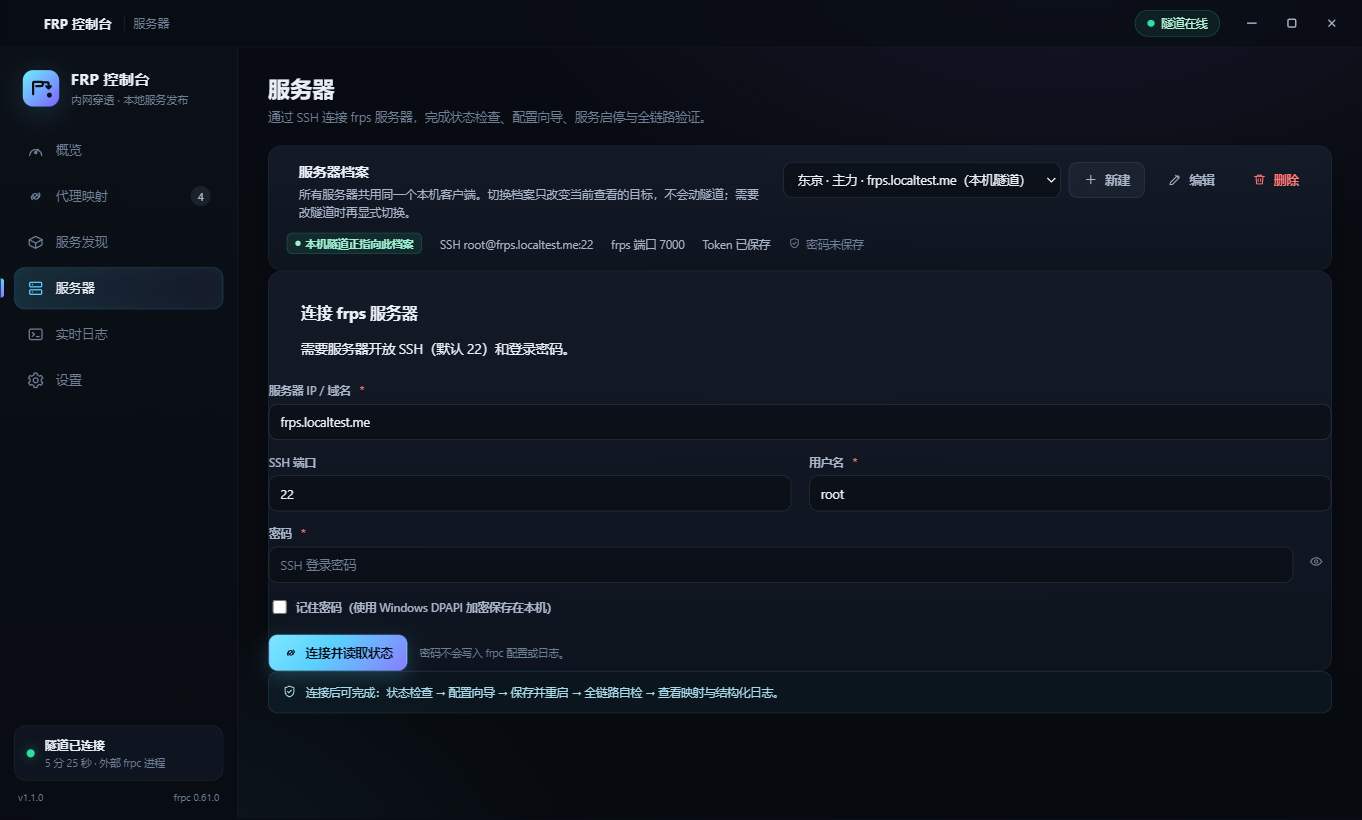 FRP 控制台 服务器
隧道在线
FRP 控制台
内网穿透 · 本地服务发布
概览
代理映射 4
服务发现
服务器
实时日志
设置
隧道已连接
5 分 25 秒 · 外部 frpc 进程
v1.1.0 frpc 0.61.0
服务器
通过 SSH 连接 frps 服务器，完成状态检查、配置向导、服务启停与全链路验证。
服务器档案
所有服务器共用同一个本机客户端。切换档案只改变当前查看的目标，不会动隧道；需要
改隧道时再显式切换。
东京 · 主力 · frps.localtest.me（本机隧道）
新建
编辑
删除
本机隧道正指向此档案 SSH root@frps.localtest.me:22 frps 端口 7000 Token 已保存 密码未保存
连接 frps 服务器
需要服务器开放 SSH（默认 22）和登录密码。
服务器 IP / 域名 *
frps.localtest.me
SSH 端口
22
用户名 *
root
密码 *
SSH 登录密码
记住密码（使用 Windows DPAPI 加密保存在本机）
连接并读取状态 密码不会写入 frpc 配置或日志。
连接后可完成：状态检查 → 配置向导 → 保存并重启 → 全链路自检 → 查看映射与结构化日志。